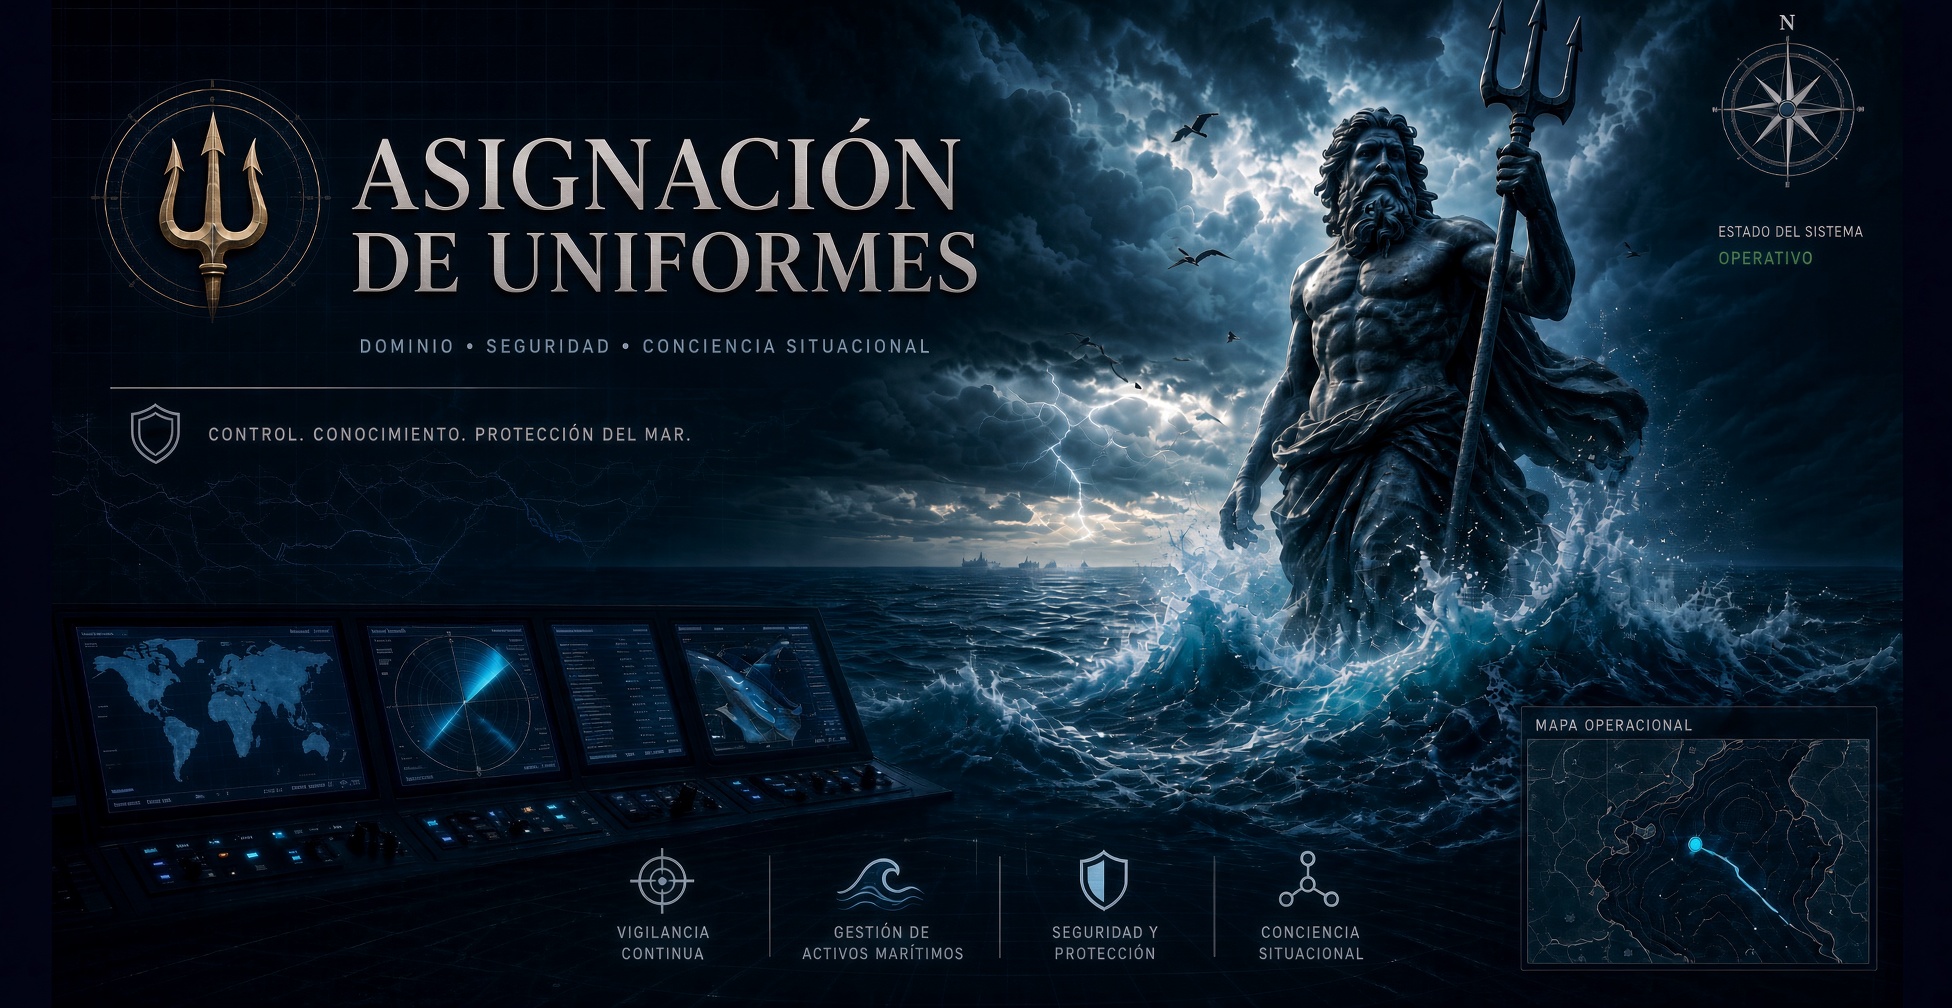 N
ASIGNACIÓN
DE UNIFORMES
ESTADO DEL SISTEMA
OPERATIVO
DOMINIO • SEGURIDAD • CONCIENCIA SITUACIONAL
CONTROL. CONOCIMIENTO. PROTECCIÓN DEL MAR.
MAPA OPERACIONAL
VIGILANCIA
CONTINUA
GESTIÓN DE
ACTIVOS MARÍTIMOS
SEGURIDAD Y
PROTECCIÓN
CONCIENCIA
SITUACIONAL